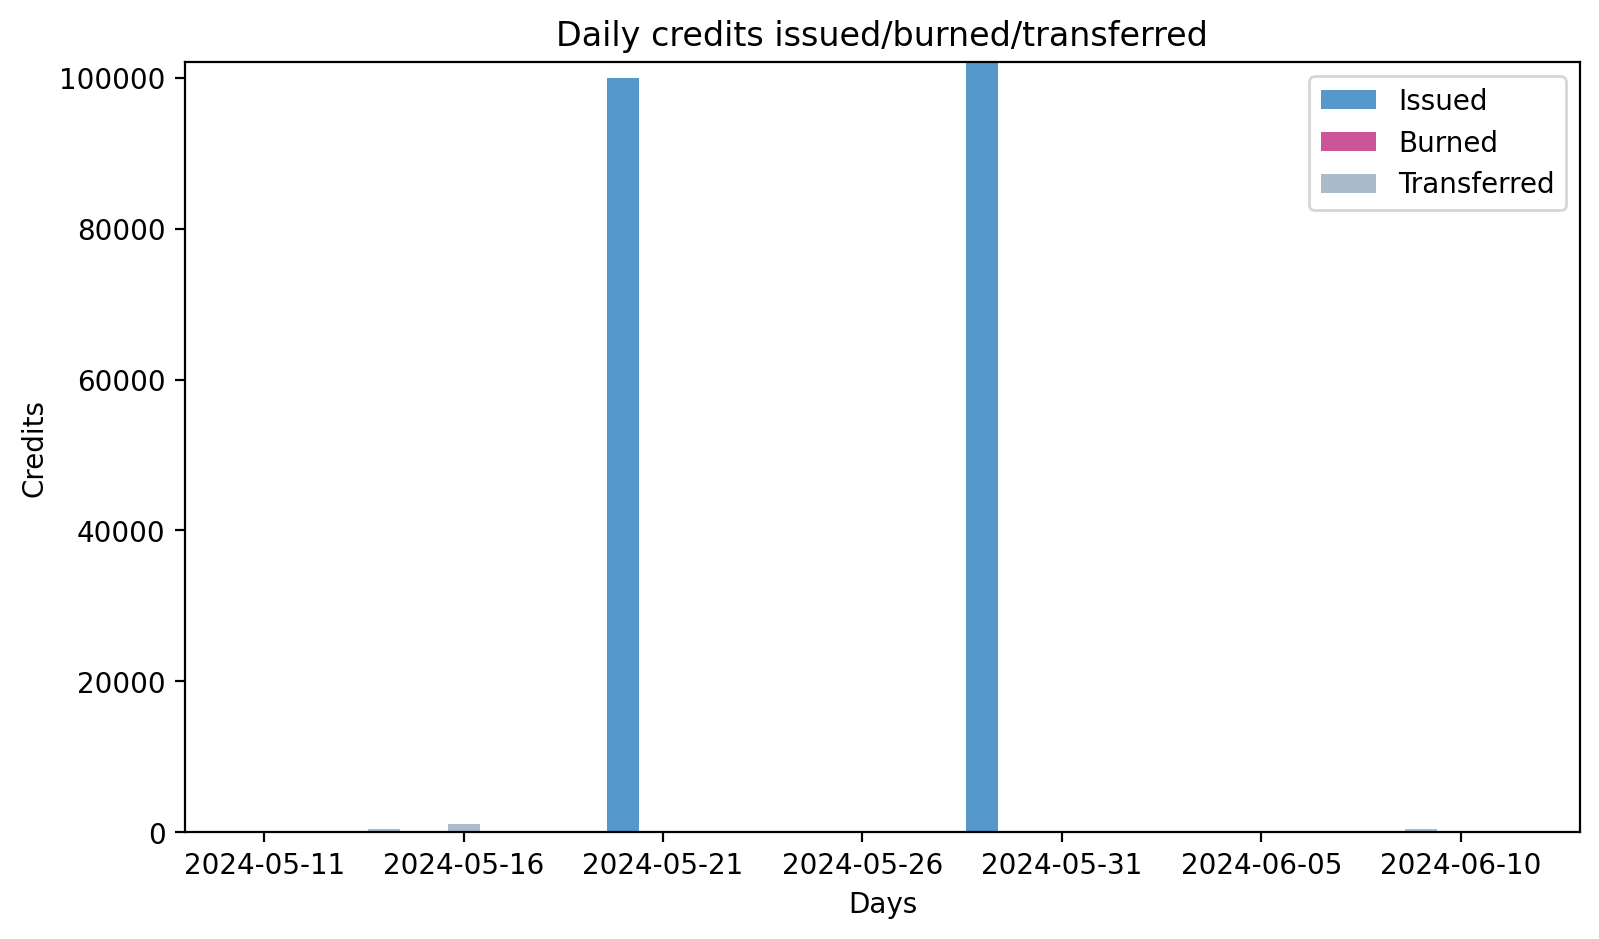 Daily credits issued/burned/transferred
100000
80000
60000
40000
20000
0
Credits
Issued
Burned
Transferred
2024-05-11 2024-05-16 2024-05-21 2024-05-26 2024-05-31 2024-06-05 2024-06-10
Days